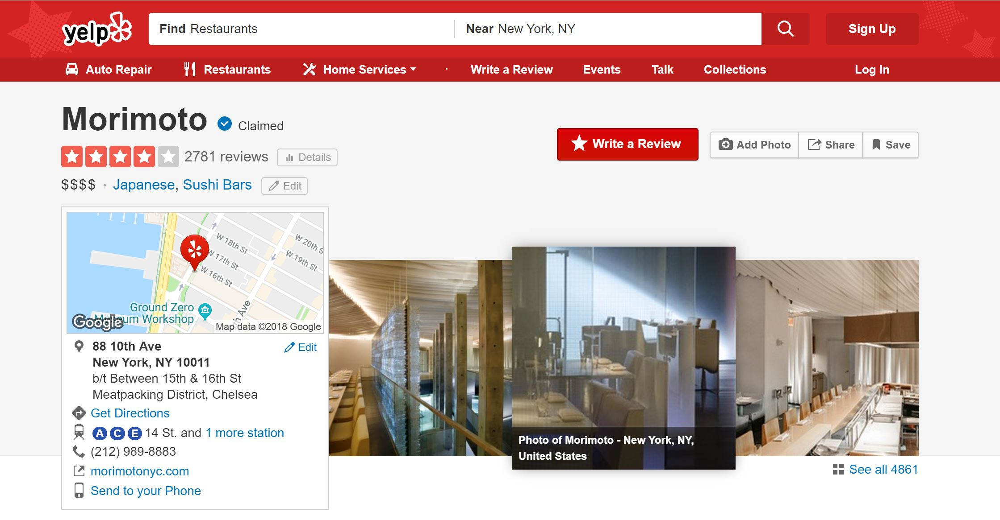 yelp
Find Restaurants
Near New York, NY
Sign Up
Auto Repair
Restaurants
Home Services
Write a Review
Events
Talk
Collections
Log In
Morimoto
Claimed
2781 reviews
Details
Write a Review
Add Photo
Share
Save
$$$$ · Japanese, Sushi Bars
Edit
W 18th St
W 20th S
W 17th St
W 19th St
W 16th St
Ground Zero
Museum Workshop
Ave
Google
Map data ©2018 Google
88 10th Ave
Edit
New York, NY 10011
b/t Between 15th & 16th St
Meatpacking District, Chelsea
Get Directions
A C E 14 St. and 1 more station
(212) 989-8883
morimotonyc.com
Send to your Phone
Photo of Morimoto - New York, NY,
United States
See all 4861